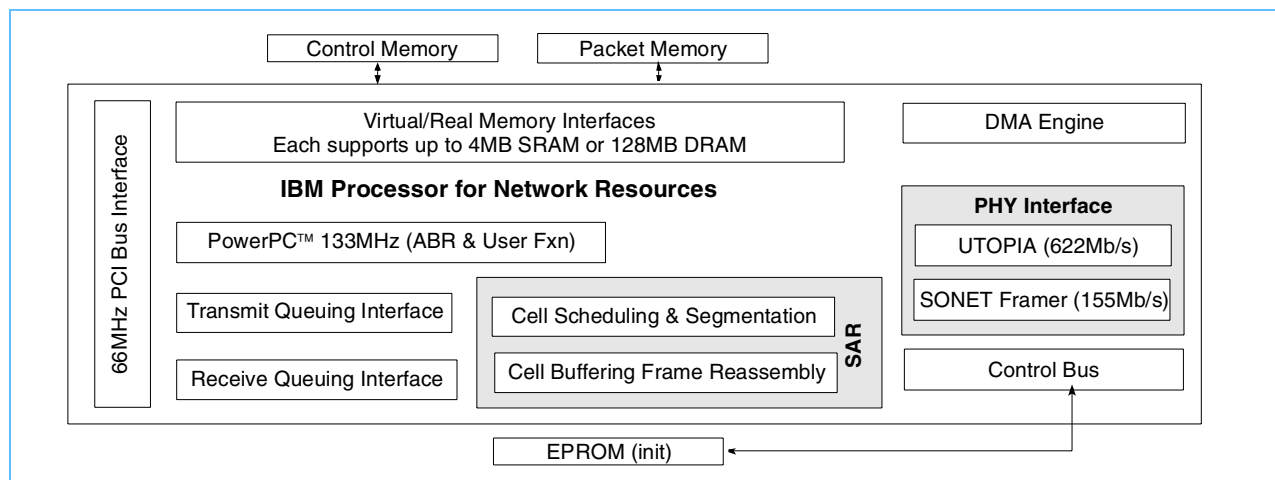 Control Memory
Packet Memory
66MHz PCI Bus Interface
Virtual/Real Memory Interfaces
Each supports up to 4MB SRAM or 128MB DRAM
DMA Engine
IBM Processor for Network Resources
PHY Interface
PowerPC™ 133MHz (ABR & User Fxn)
UTOPIA (622Mb/s)
SONET Framer (155Mb/s)
Transmit Queuing Interface
Cell Scheduling & Segmentation
SAR
Receive Queuing Interface
Cell Buffering Frame Reassembly
Control Bus
EPROM (init)